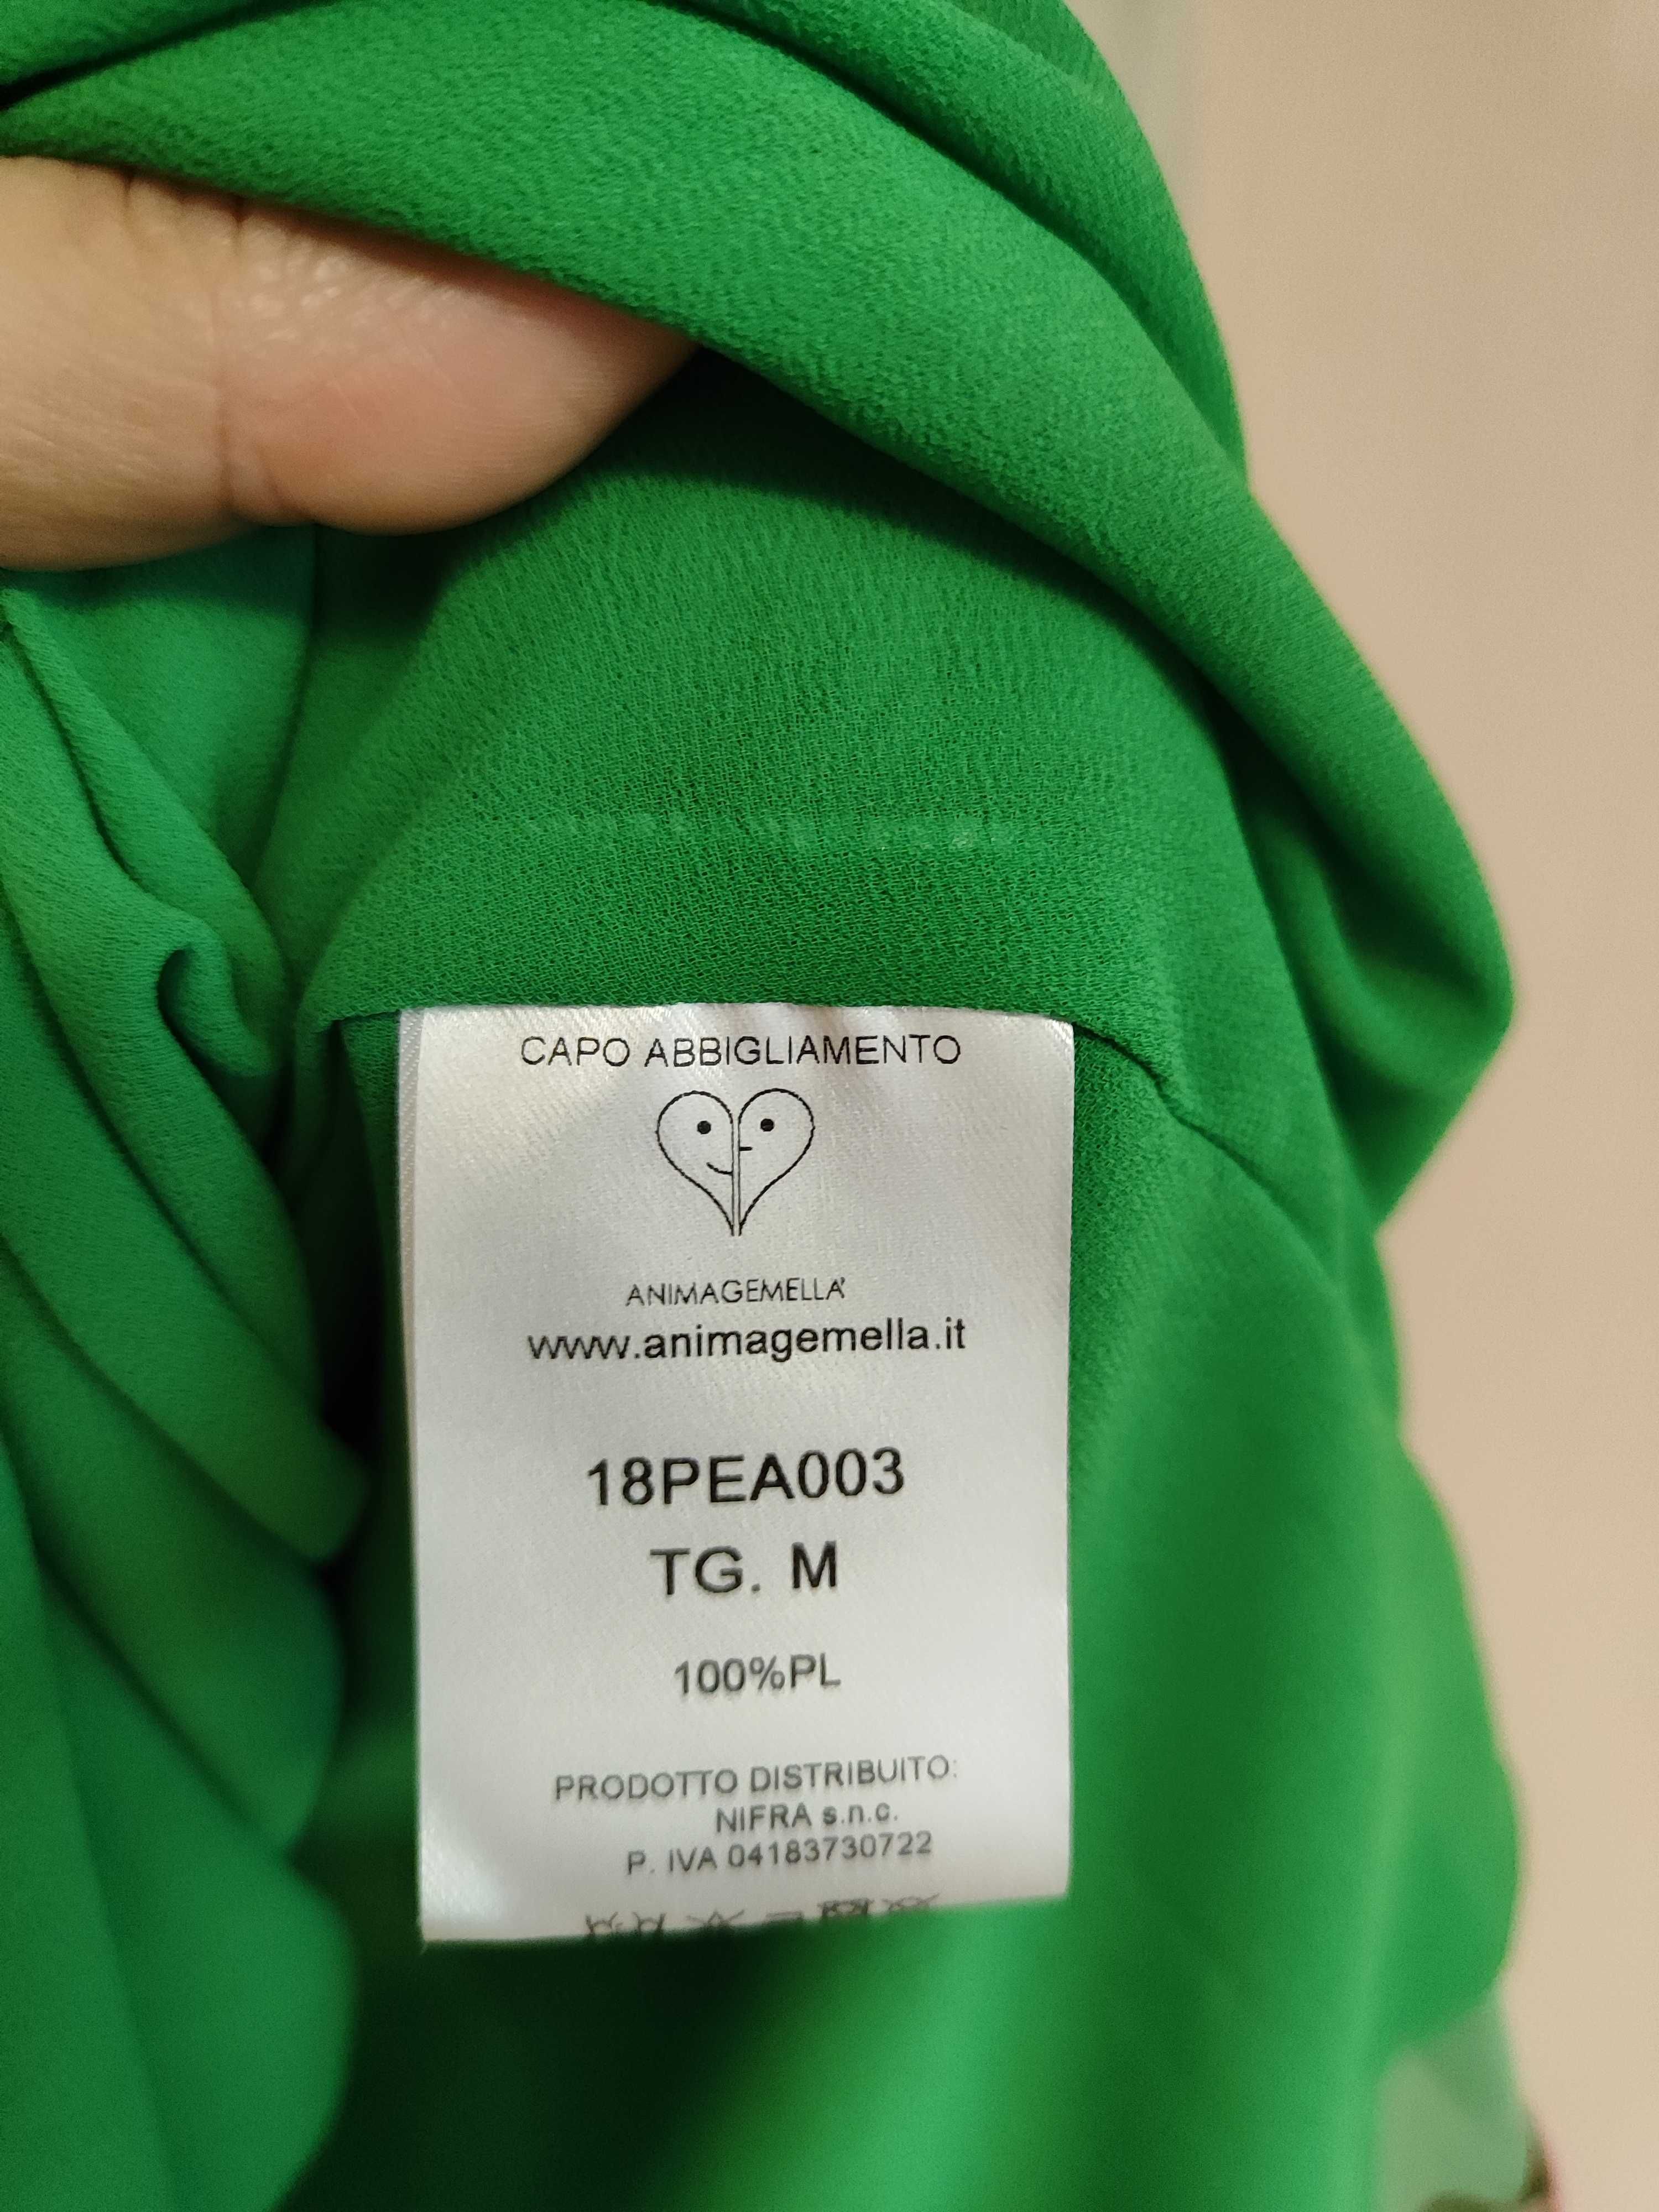 CAPO ABBIGLIAMENTO
ANIMAGEMELLA'
www.animagemella.it
18PEA003
TG. M
100%PL
PRODOTTO DISTRIBUITO:
NIFRA s.n.c.
P. IVA 04183730722